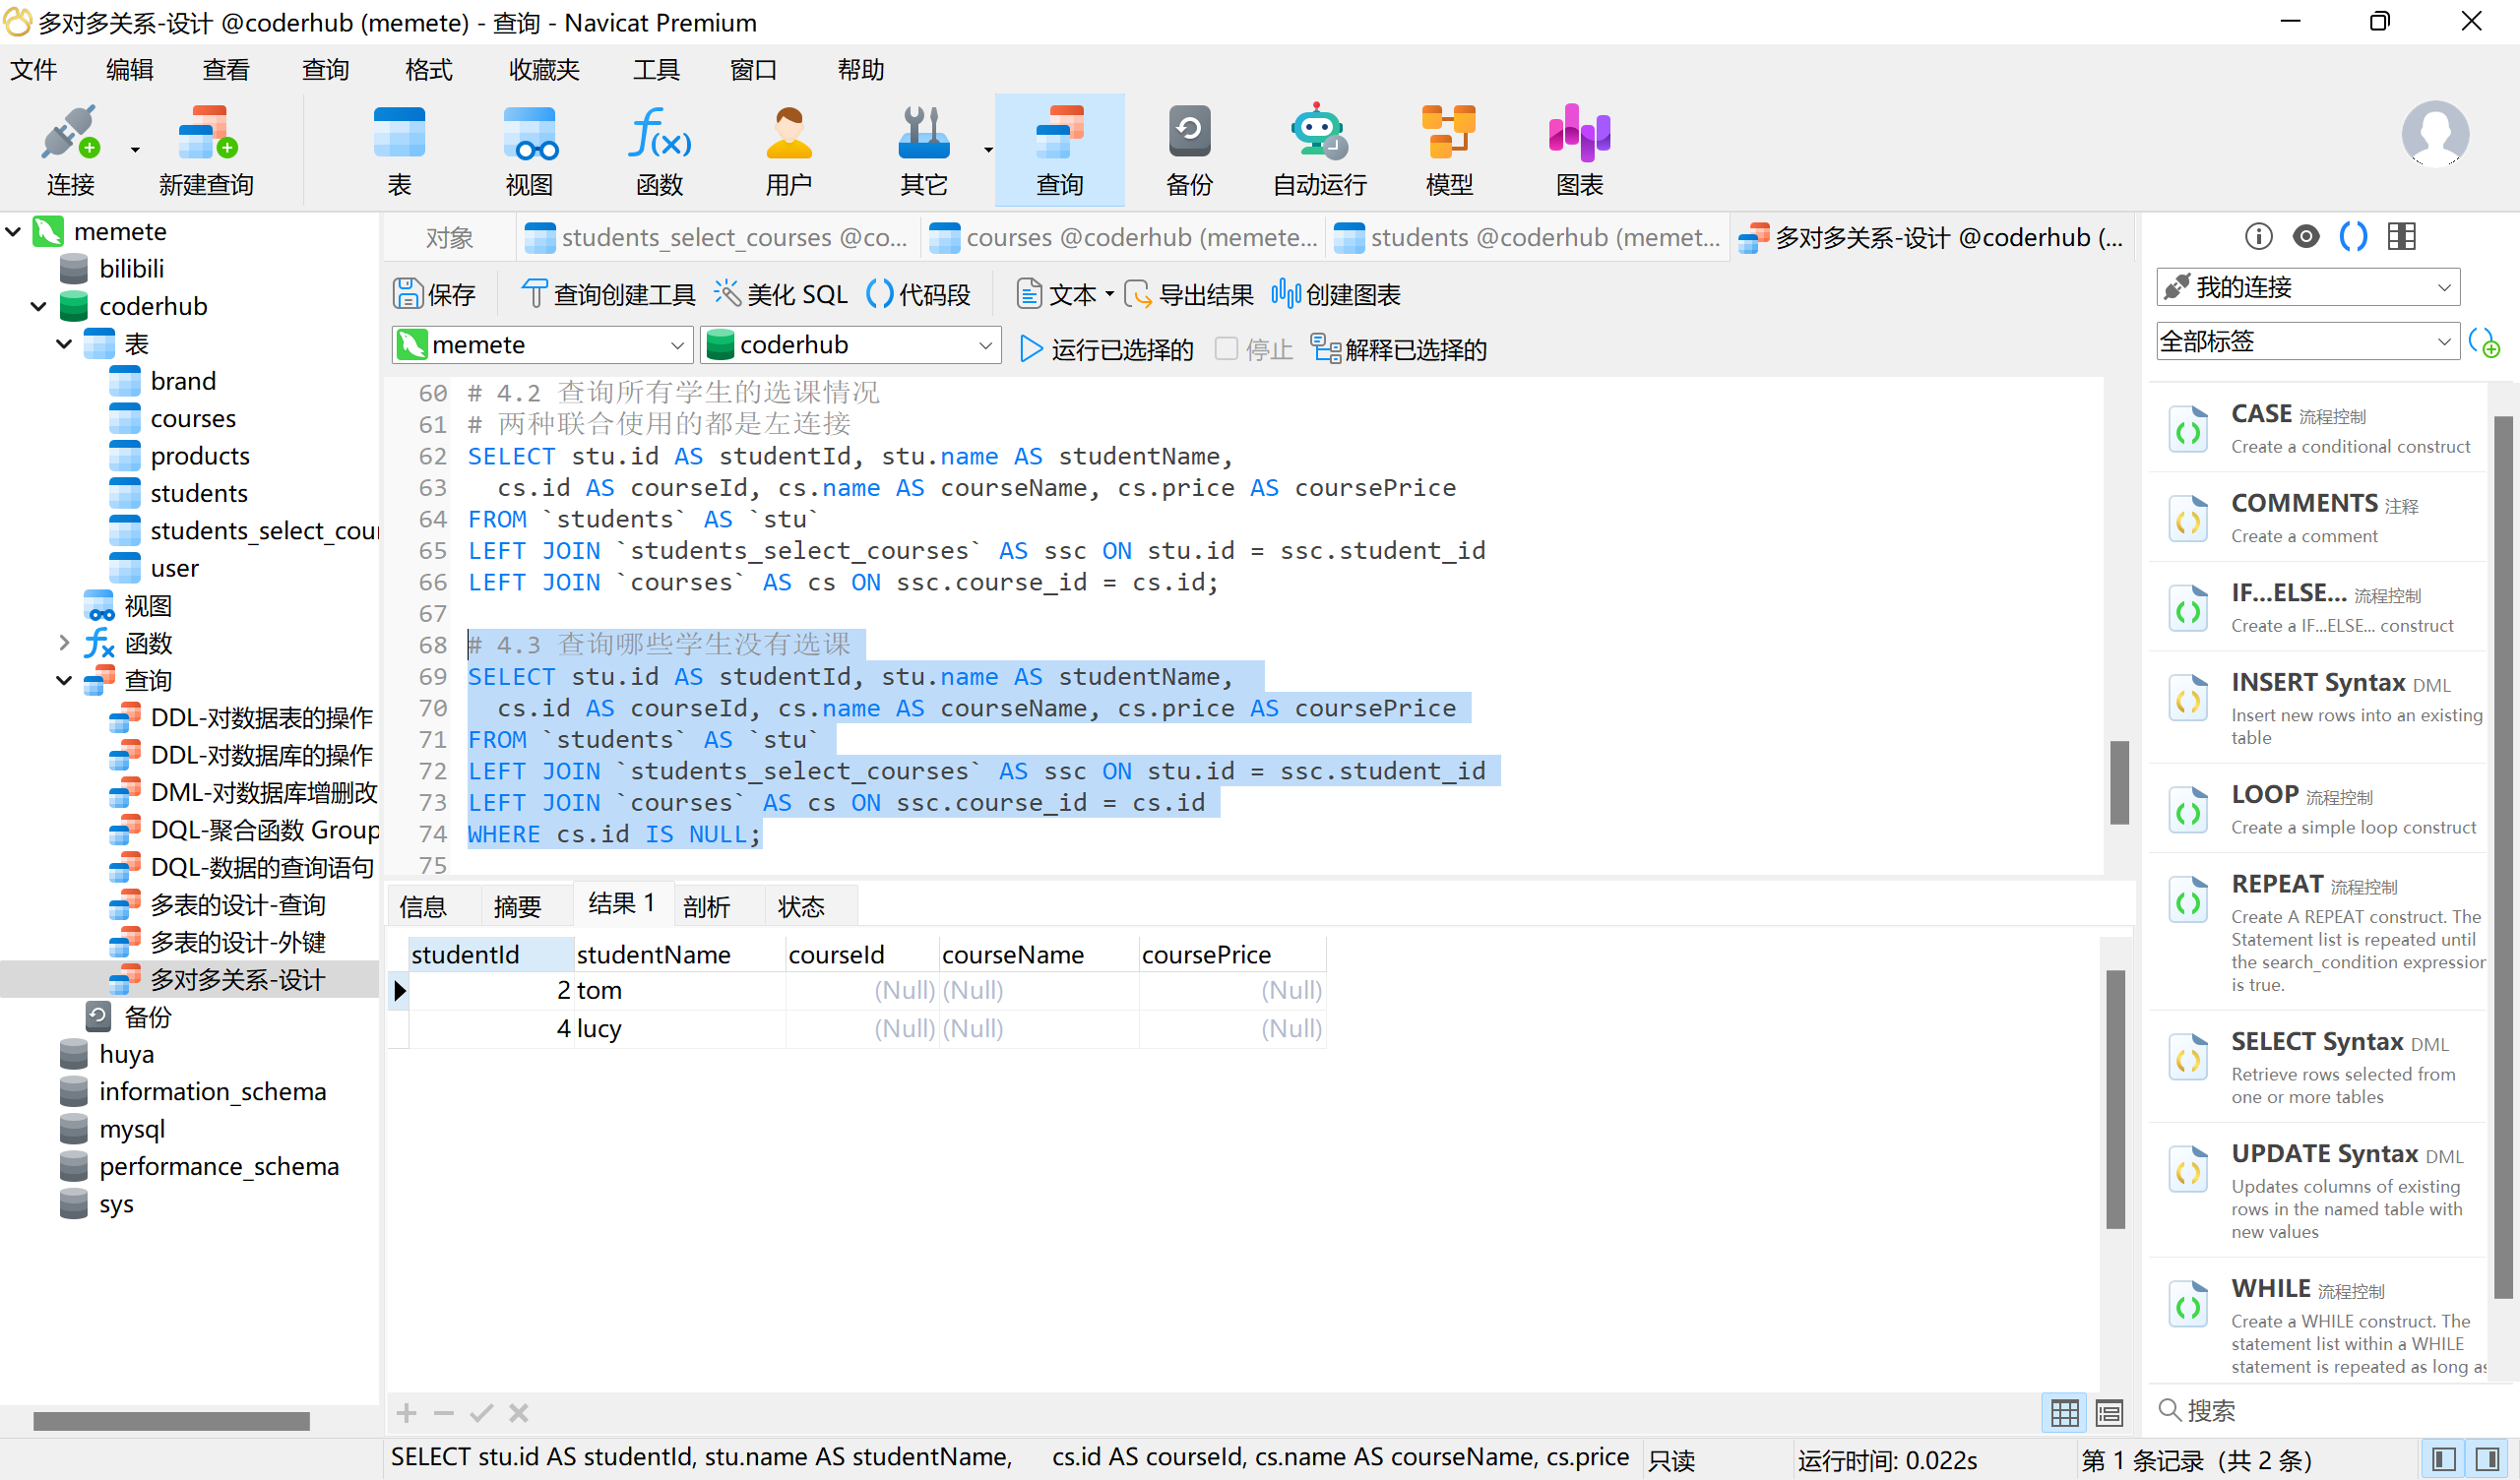 多对多关系-设计 @coderhub (memete) - 查询 - Navicat Premium
文件 编辑 查看 查询 格式 收藏夹 工具 窗口 帮助
连接 新建查询 表 视图 函数 用户 其它 查询 备份 自动运行 模型 图表
memete
bilibili
coderhub
表
brand
courses
products
students
students_select_cour
user
视图
函数
查询
DDL-对数据表的操作
DDL-对数据库的操作
DML-对数据库增删改
DQL-聚合函数 Group
DQL-数据的查询语句
多表的设计-查询
多表的设计-外键
多对多关系-设计
备份
huya
information_schema
mysql
performance_schema
sys
对象 students_select_courses @co... courses @coderhub (memete... students @coderhub (memet... 多对多关系-设计 @coderhub (...
保存 查询创建工具 美化 SQL 代码段 文本 导出结果 创建图表
memete coderhub 运行已选择的 停止 解释已选择的
60 # 4.2 查询所有学生的选课情况
61 # 两种联合使用的都是左连接
62 SELECT stu.id AS studentId, stu.name AS studentName,
63 cs.id AS courseId, cs.name AS courseName, cs.price AS coursePrice
64 FROM `students` AS `stu`
65 LEFT JOIN `students_select_courses` AS ssc ON stu.id = ssc.student_id
66 LEFT JOIN `courses` AS cs ON ssc.course_id = cs.id;
67
68 # 4.3 查询哪些学生没有选课
69 SELECT stu.id AS studentId, stu.name AS studentName,
70 cs.id AS courseId, cs.name AS courseName, cs.price AS coursePrice
71 FROM `students` AS `stu`
72 LEFT JOIN `students_select_courses` AS ssc ON stu.id = ssc.student_id
73 LEFT JOIN `courses` AS cs ON ssc.course_id = cs.id
74 WHERE cs.id IS NULL;
75
信息 摘要 结果 1 剖析 状态
studentId studentName courseId courseName coursePrice
2 tom (Null) (Null) (Null)
4 lucy (Null) (Null) (Null)
我的连接
全部标签
CASE 流程控制
Create a conditional construct
COMMENTS 注释
Create a comment
IF...ELSE... 流程控制
Create a IF...ELSE... construct
INSERT Syntax DML
Insert new rows into an existing
table
LOOP 流程控制
Create a simple loop construct
REPEAT 流程控制
Create A REPEAT construct. The
Statement list is repeated until
the search_condition expression
is true.
SELECT Syntax DML
Retrieve rows selected from
one or more tables
UPDATE Syntax DML
Updates columns of existing
rows in the named table with
new values
WHILE 流程控制
Create a WHILE construct. The
statement list within a WHILE
statement is repeated as long as
搜索
SELECT stu.id AS studentId, stu.name AS studentName, cs.id AS courseId, cs.name AS courseName, cs.price 只读 运行时间: 0.022s 第 1 条记录 (共 2 条)